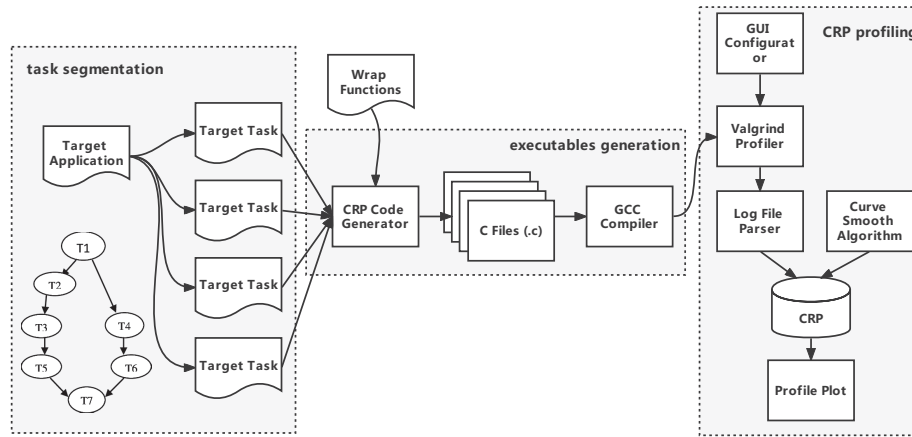 task segmentation
Target
Application
Target Task
Target Task
Target Task
Target Task
T1
T2
T3
T4
T5
T6
T7
Wrap
Functions
executables generation
CRP Code
Generator
C Files (.c)
GCC
Compiler
CRP profiling
GUI
Configurat
or
Valgrind
Profiler
Log File
Parser
Curve
Smooth
Algorithm
CRP
Profile Plot